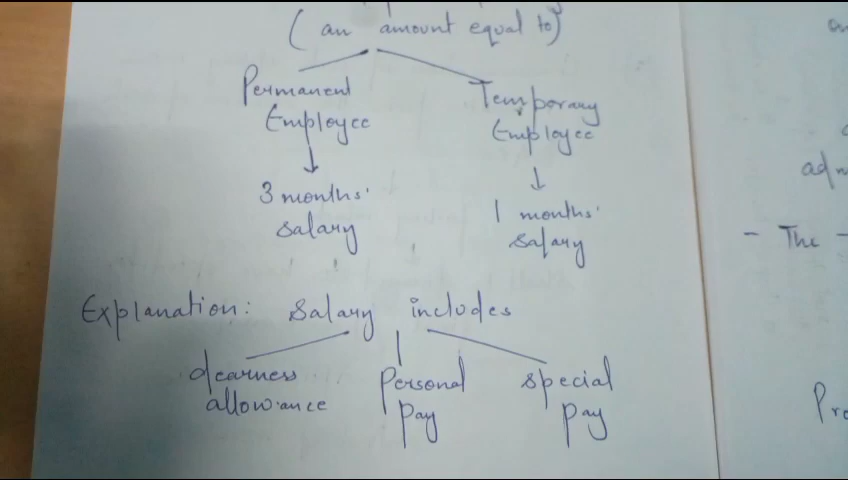 (an amount equal to)
Permanent Employee
Temporary Employee
3 months' salary
1 months' salary
Explanation: Salary includes
dearness allowance
Personal pay
special pay
- The